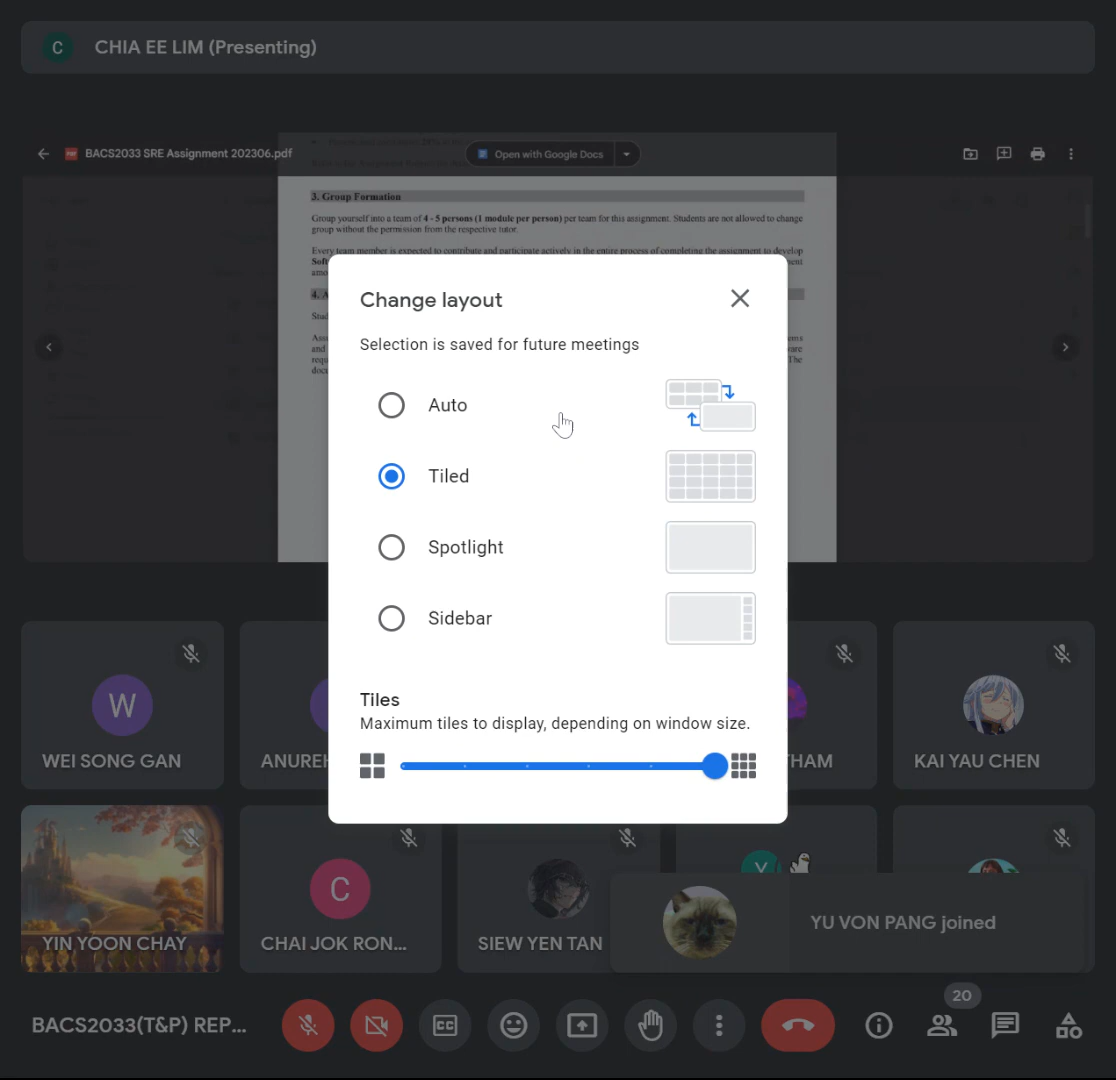 C CHIA EE LIM (Presenting)
PDF BACS2033 SRE Assignment 202306.pdf
Open with Google Docs
3. Group Formation
Group yourself into a team of 4 - 5 persons (1 module per person) per team for this assignment. Students are not allowed to change
group without the permission from the respective tutor.
Every team member is expected to contribute and participate actively in the entire process of completing the assignment to develop
Change layout
Selection is saved for future meetings
Auto
Tiled
Spotlight
Sidebar
Tiles
Maximum tiles to display, depending on window size.
W
WEI SONG GAN
ANUREH
HAM
KAI YAU CHEN
YIN YOON CHAY
C
CHAI JOK RON...
SIEW YEN TAN
Y
YU VON PANG joined
BACS2033(T&P) REP...
CC
20